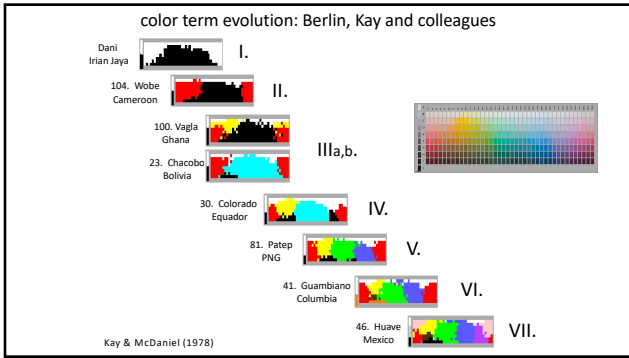 color term evolution: Berlin, Kay and colleagues
Dani
Irian Jaya
I.
104. Wobe
Cameroon
II.
100. Vagla
Ghana
23. Chacobo
Bolivia
IIIa,b.
30. Colorado
Equador
IV.
81. Patep
PNG
V.
41. Guambiano
Columbia
VI.
46. Huave
Mexico
VII.
Kay & McDaniel (1978)